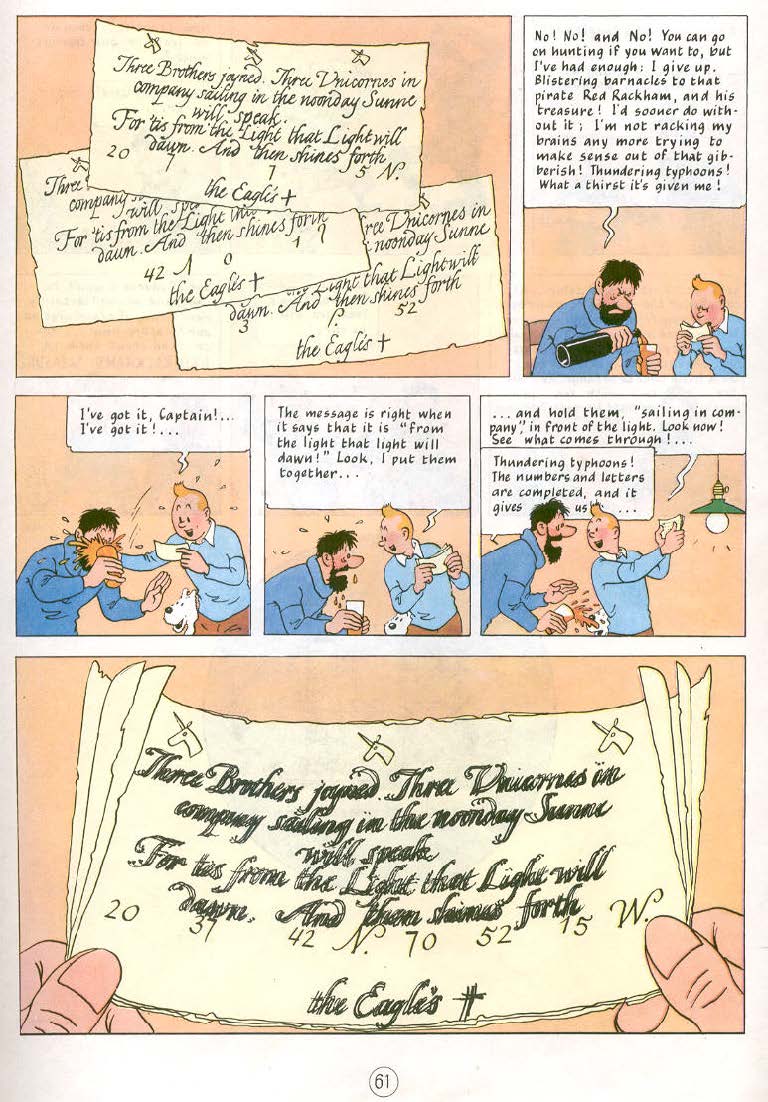 Three Brothers joyned. Three Unicornes in
company sailing in the noonday Sunne
will speak.
For 'tis from the Light that Light will
dawn. And then shines forth
20 7 7 5 N.
the Eagle's †
Three
company s
will spe
For 'tis from the Light
dawn. And then shines forth
42 1 0 1
the Eagle's †
ree Unicornes in
noonday Sunne
Light that Light will
dawn. And then shines forth
3 52
the Eagle's †
No! No! and No! You can go
on hunting if you want to, but
I've had enough: I give up.
Blistering barnacles to that
pirate Red Rackham, and his
treasure! I'd sooner do with-
out it; I'm not racking my
brains any more trying to
make sense out of that gib-
berish! Thundering typhoons!
What a thirst it's given me!
I've got it, Captain!...
I've got it!...
The message is right when
it says that it is "from
the light that light will
dawn!" Look, I put them
together...
... and hold them, "sailing in com-
pany", in front of the light. Look now!
See what comes through!...
Thundering typhoons!
The numbers and letters
are completed, and it
gives us ...
Three Brothers joyned. Three Unicornes in
company sailing in the noonday Sunne
will speak
For 'tis from the Light that Light will
dawn. And then shines forth
20 37 42 N. 70 52 15 W.
the Eagle's †
61